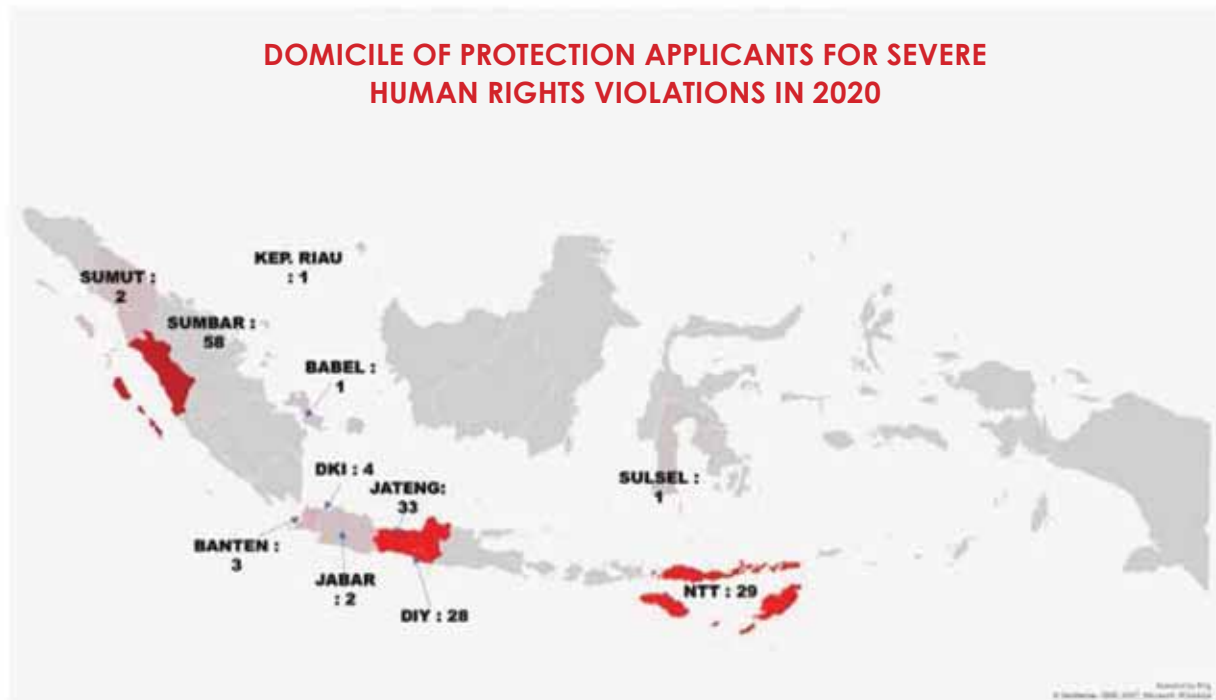 DOMICILE OF PROTECTION APPLICANTS FOR SEVERE
HUMAN RIGHTS VIOLATIONS IN 2020
KEP. RIAU
: 1
SUMUT :
2
SUMBAR :
58
BABEL :
1
DKI : 4
JATENG:
33
SULSEL :
1
BANTEN :
3
JABAR
: 2
DIY : 28
NTT : 29